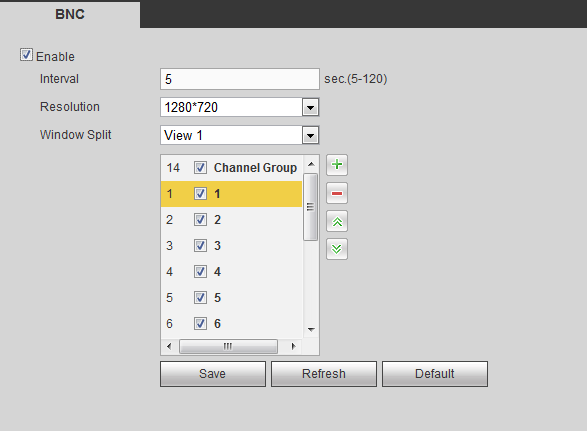 BNC
Enable
Interval 5 sec.(5-120)
Resolution 1280*720
Window Split View 1
14 Channel Group
1 1
2 2
3 3
4 4
5 5
6 6
Save Refresh Default